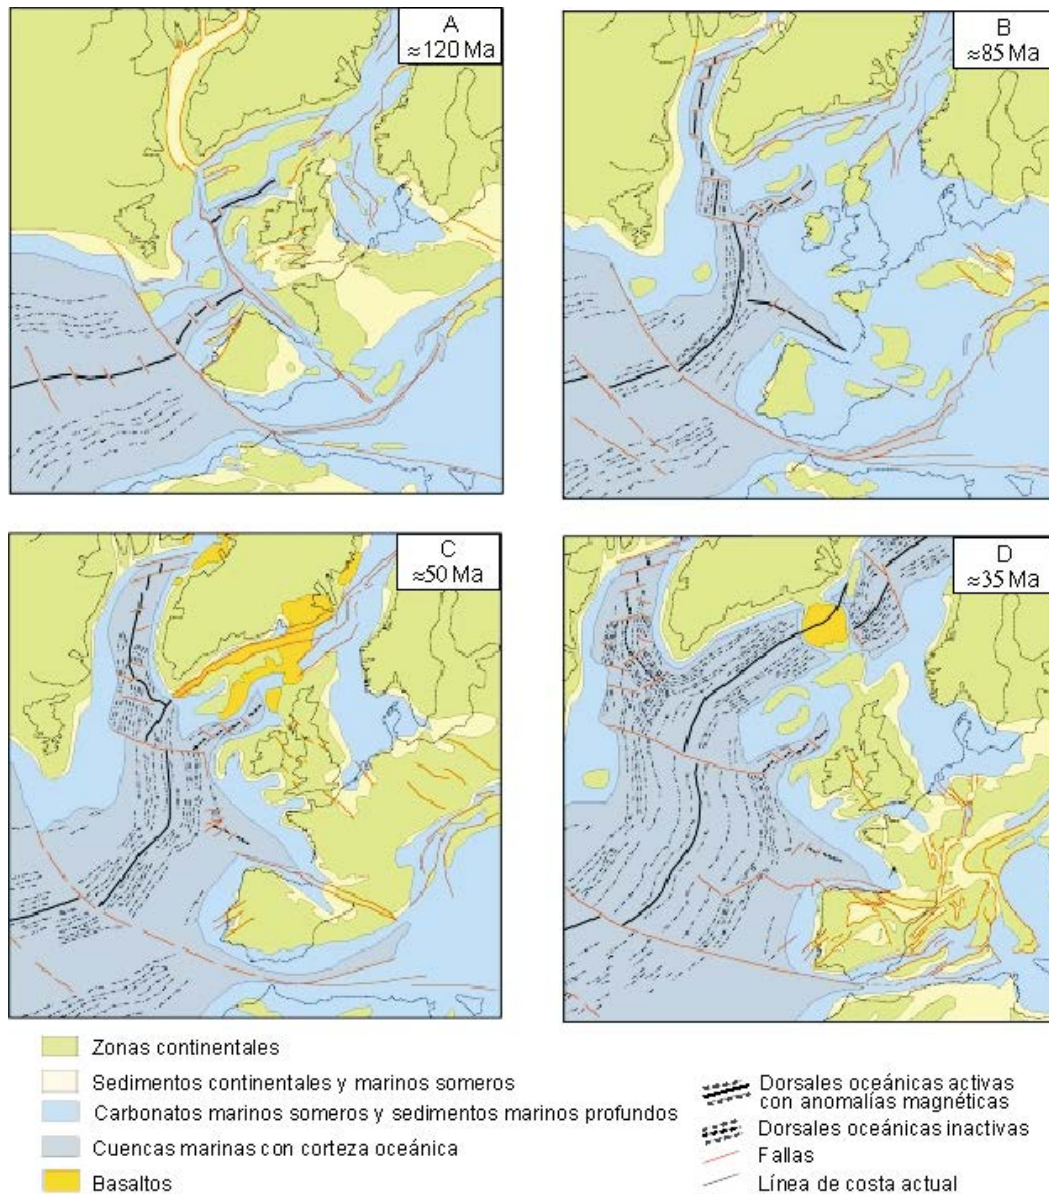 A
≈120 Ma
B
≈85 Ma
C
≈50 Ma
D
≈35 Ma
Zonas continentales
Sedimentos continentales y marinos someros
Carbonatos marinos someros y sedimentos marinos profundos
Cuencas marinas con corteza oceánica
Basaltos
Dorsales oceánicas activas
con anomalías magnéticas
Dorsales oceánicas inactivas
Fallas
Línea de costa actual